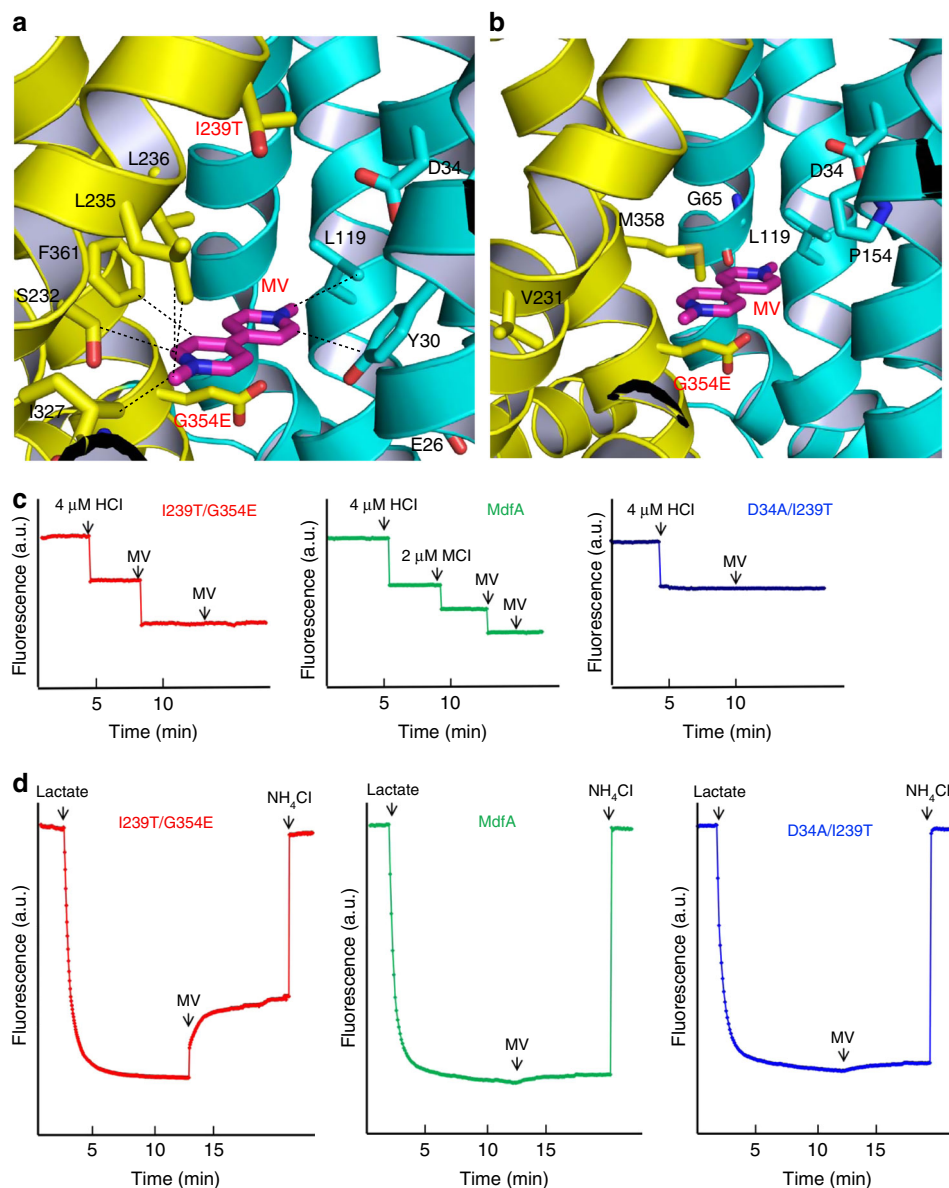 a
I239T
L236
L235
D34
F361
L119
S232
MV
Y30
I327
G354E
E26
b
D34
G65
M358
L119
P154
V231
MV
G354E
c
4 μM HCl
I239T/G354E
MV
MV
Fluorescence (a.u.)
5 10
Time (min)
MdfA
4 μM HCl
2 μM MCl
MV
MV
Fluorescence (a.u.)
5 10
Time (min)
D34A/I239T
4 μM HCl
MV
Fluorescence (a.u.)
5 10
Time (min)
d
Lactate
I239T/G354E
NH4Cl
MV
Fluorescence (a.u.)
5 10 15
Time (min)
Lactate
MdfA
NH4Cl
MV
Fluorescence (a.u.)
5 10 15
Time (min)
Lactate
D34A/I239T
NH4Cl
MV
Fluorescence (a.u.)
5 10 15
Time (min)